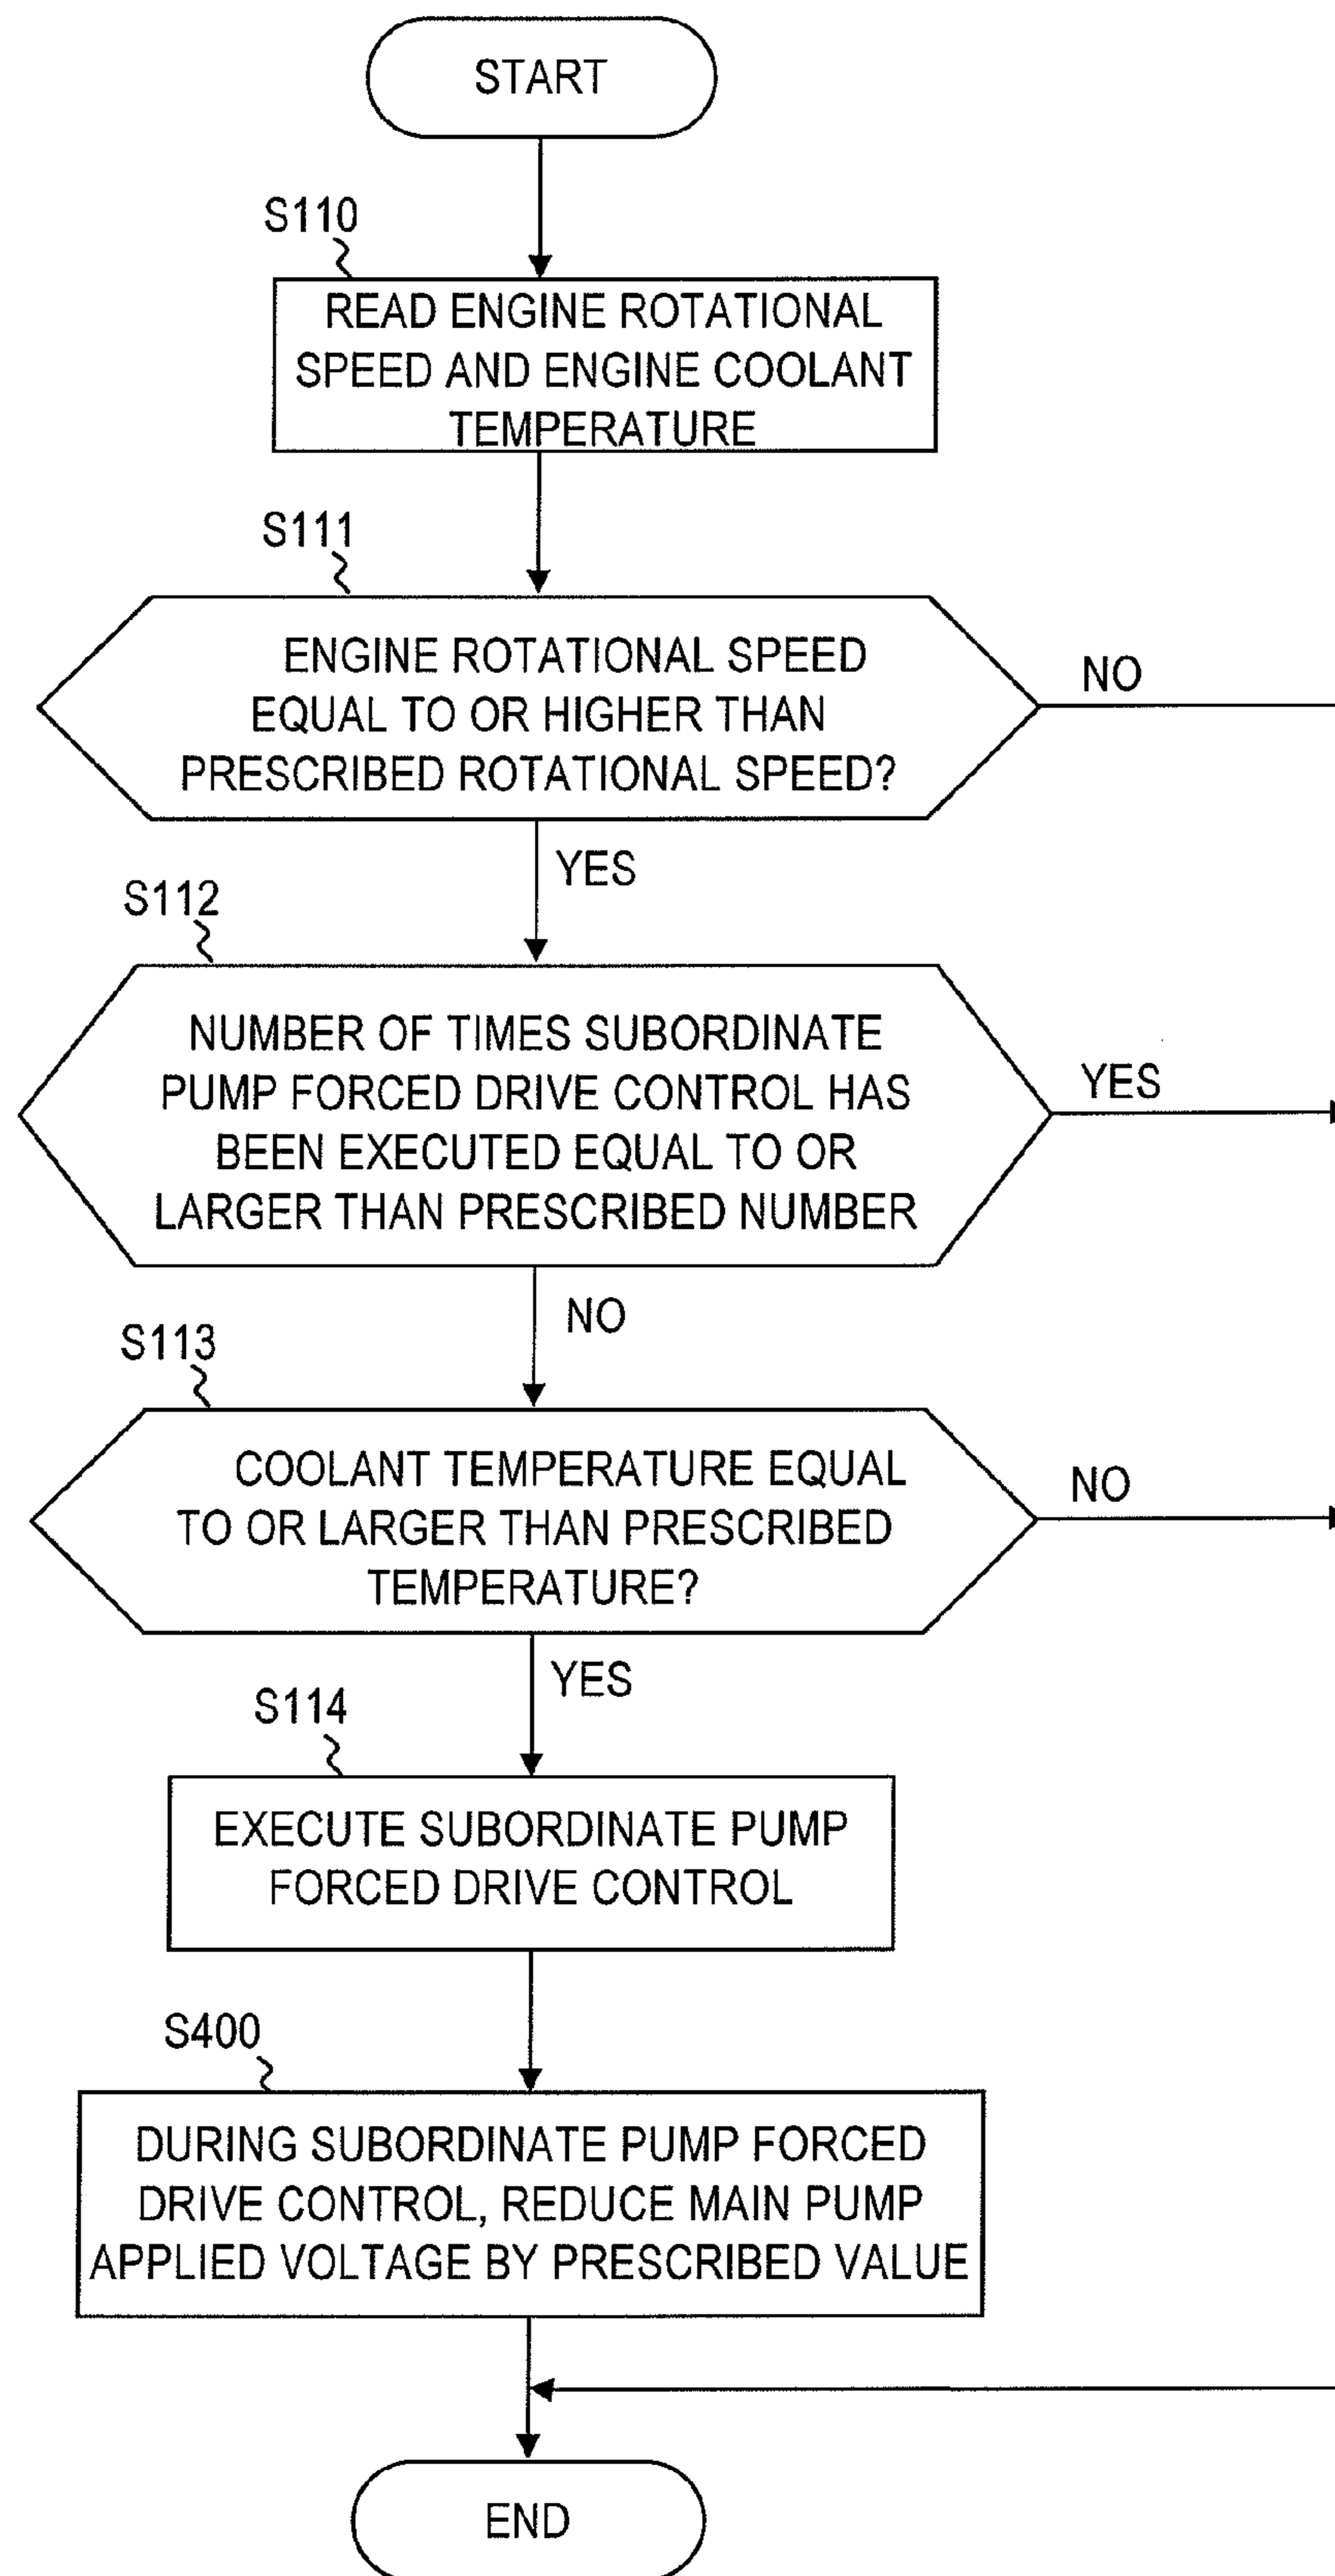 START
S110
READ ENGINE ROTATIONAL
SPEED AND ENGINE COOLANT
TEMPERATURE
S111
ENGINE ROTATIONAL SPEED
EQUAL TO OR HIGHER THAN
PRESCRIBED ROTATIONAL SPEED?
NO
YES
S112
NUMBER OF TIMES SUBORDINATE
PUMP FORCED DRIVE CONTROL HAS
BEEN EXECUTED EQUAL TO OR
LARGER THAN PRESCRIBED NUMBER
YES
NO
S113
COOLANT TEMPERATURE EQUAL
TO OR LARGER THAN PRESCRIBED
TEMPERATURE?
NO
YES
S114
EXECUTE SUBORDINATE PUMP
FORCED DRIVE CONTROL
S400
DURING SUBORDINATE PUMP FORCED
DRIVE CONTROL, REDUCE MAIN PUMP
APPLIED VOLTAGE BY PRESCRIBED VALUE
END